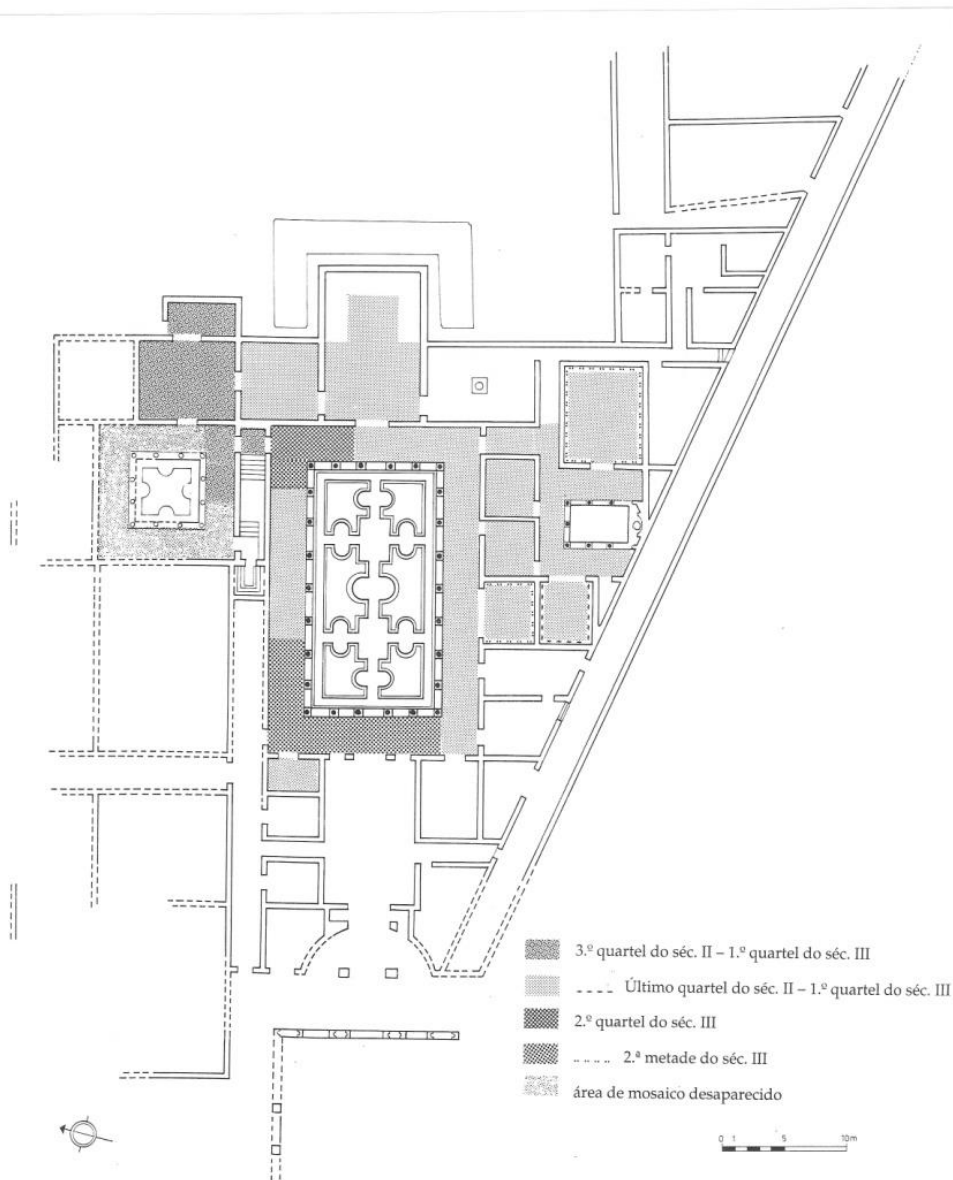 3.º quartel do séc. II – 1.º quartel do séc. III
_ _ _ _ Último quartel do séc. II – 1.º quartel do séc. III
2.º quartel do séc. III
.. .. .. .. 2.ª metade do séc. III
área de mosaico desaparecido
0 1 5 10m